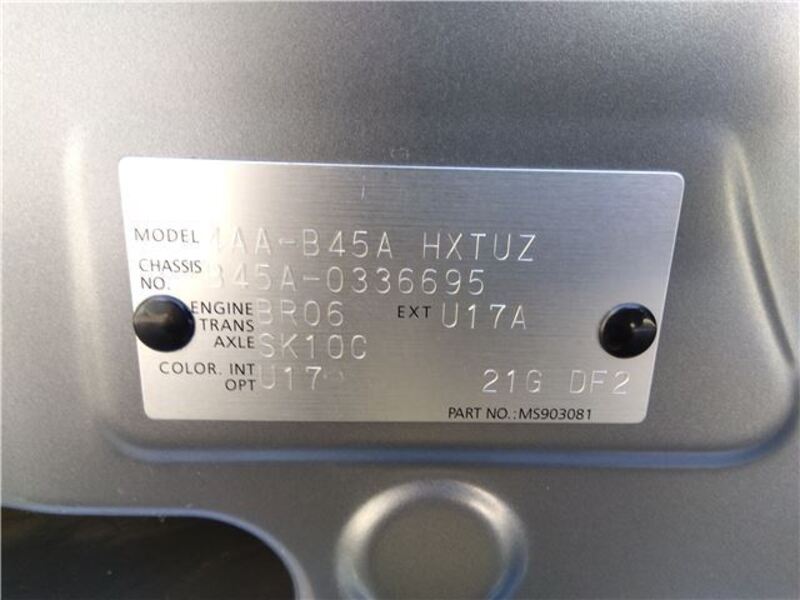 MODEL 4AA-B45A HXTUZ
CHASSIS NO. B45A-0336695
ENGINE BR06 EXT U17A
TRANS AXLE SK10C
COLOR. INT OPT U17 21G DF2
PART NO.: MS903081